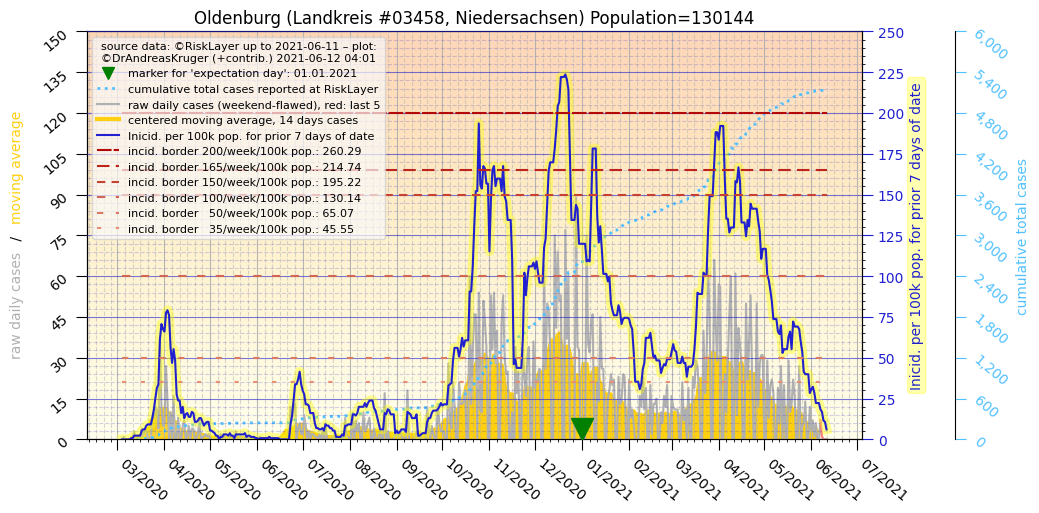 Oldenburg (Landkreis #03458, Niedersachsen) Population=130144
source data: ©RiskLayer up to 2021-06-11 – plot:
©DrAndreasKruger (+contrib.) 2021-06-12 04:01
marker for 'expectation day': 01.01.2021
cumulative total cases reported at RiskLayer
raw daily cases (weekend-flawed), red: last 5
centered moving average, 14 days cases
Inicid. per 100k pop. for prior 7 days of date
incid. border 200/week/100k pop.: 260.29
incid. border 165/week/100k pop.: 214.74
incid. border 150/week/100k pop.: 195.22
incid. border 100/week/100k pop.: 130.14
incid. border   50/week/100k pop.: 65.07
incid. border   35/week/100k pop.: 45.55
raw daily cases / moving average
150
135
120
105
90
75
60
45
30
15
0
250
225
200
175
150
125
100
75
50
25
0
Inicid. per 100k pop. for prior 7 days of date
6,000
5,400
4,800
4,200
3,600
3,000
2,400
1,800
1,200
600
0
cumulative total cases
03/2020
04/2020
05/2020
06/2020
07/2020
08/2020
09/2020
10/2020
11/2020
12/2020
01/2021
02/2021
03/2021
04/2021
05/2021
06/2021
07/2021